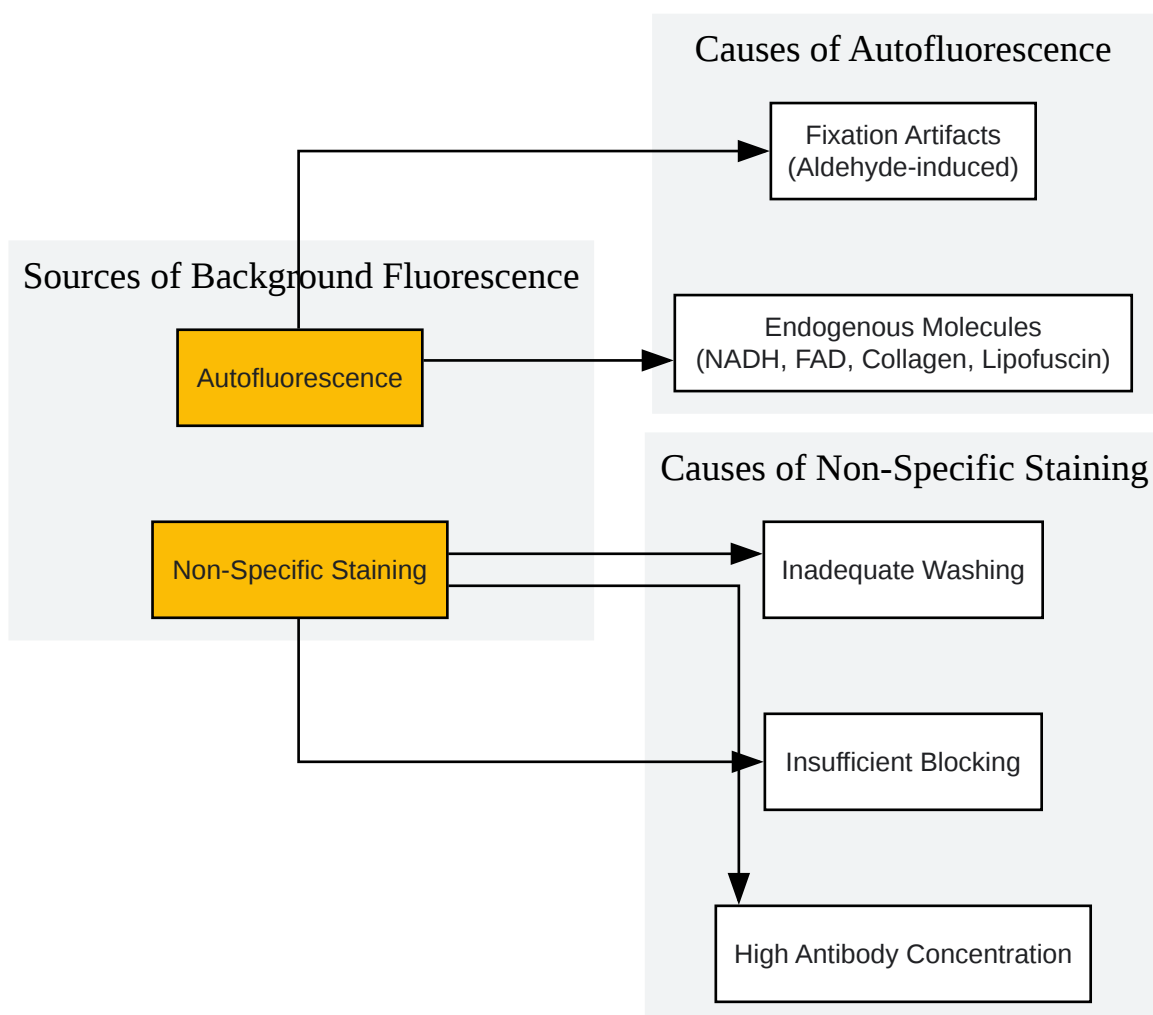 Causes of Autofluorescence
Fixation Artifacts
(Aldehyde-induced)
Sources of Background Fluorescence
Endogenous Molecules
(NADH, FAD, Collagen, Lipofuscin)
Autofluorescence
Causes of Non-Specific Staining
Non-Specific Staining
Inadequate Washing
Insufficient Blocking
High Antibody Concentration